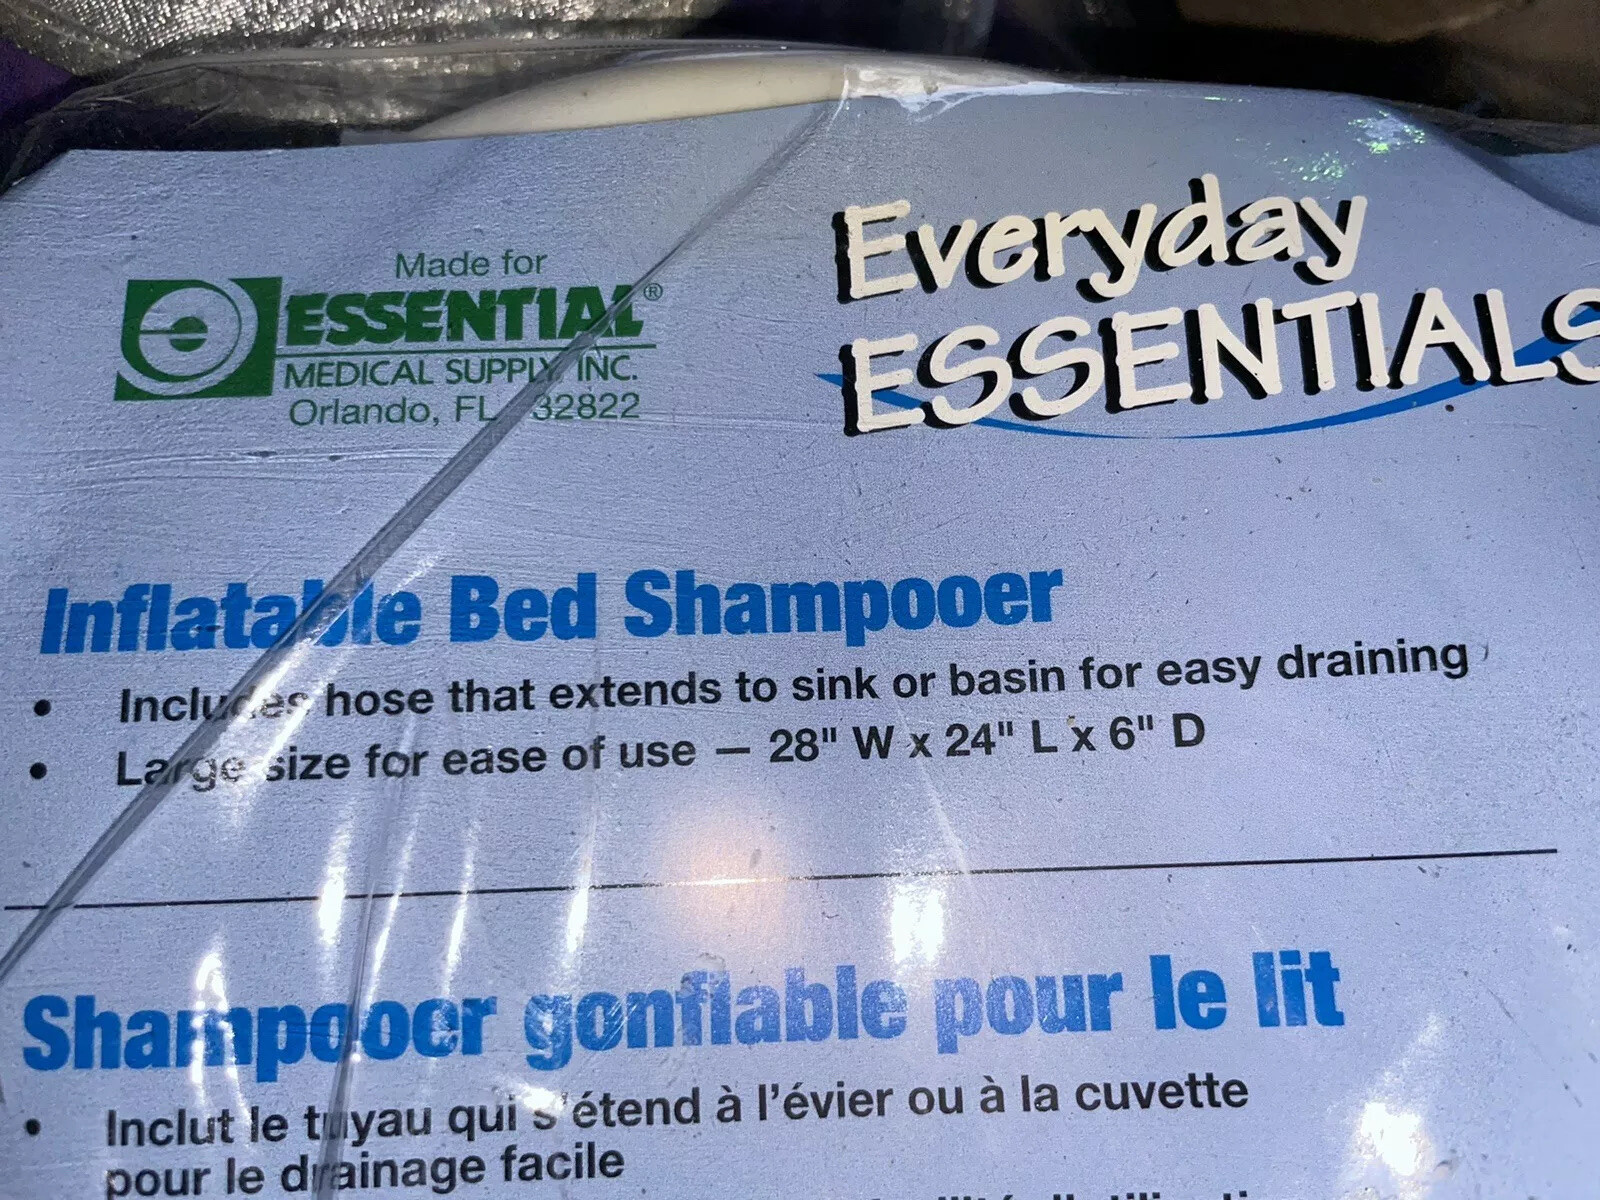 Made for
ESSENTIAL®
MEDICAL SUPPLY, INC.
Orlando, FL 32822
Everyday
ESSENTIALS
Inflatable Bed Shampooer
• Includes hose that extends to sink or basin for easy draining
• Large size for ease of use — 28" W x 24" L x 6" D
Shampooer gonflable pour le lit
• Inclut le tuyau qui s'étend à l'évier ou à la cuvette
pour le drainage facile